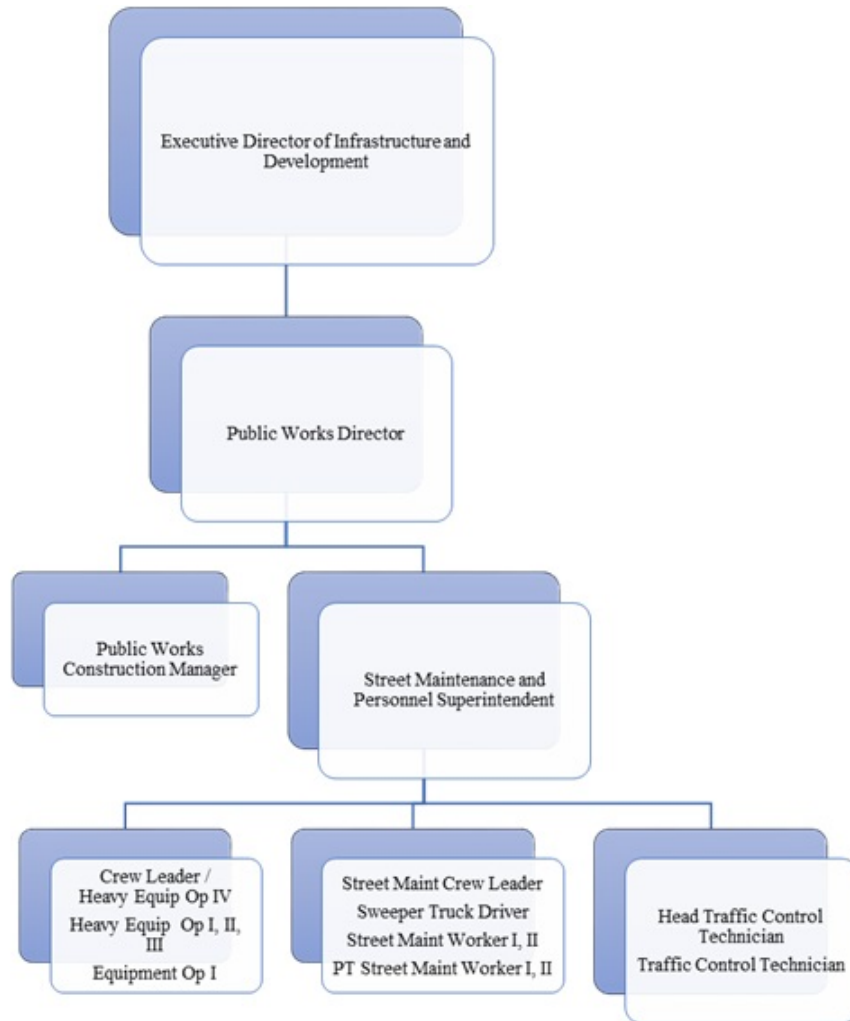 Executive Director of Infrastructure and
Development
Public Works Director
Public Works
Construction Manager
Street Maintenance and
Personnel Superintendent
Crew Leader /
Heavy Equip Op IV
Heavy Equip Op I, II,
III
Equipment Op I
Street Maint Crew Leader
Sweeper Truck Driver
Street Maint Worker I, II
PT Street Maint Worker I, II
Head Traffic Control
Technician
Traffic Control Technician